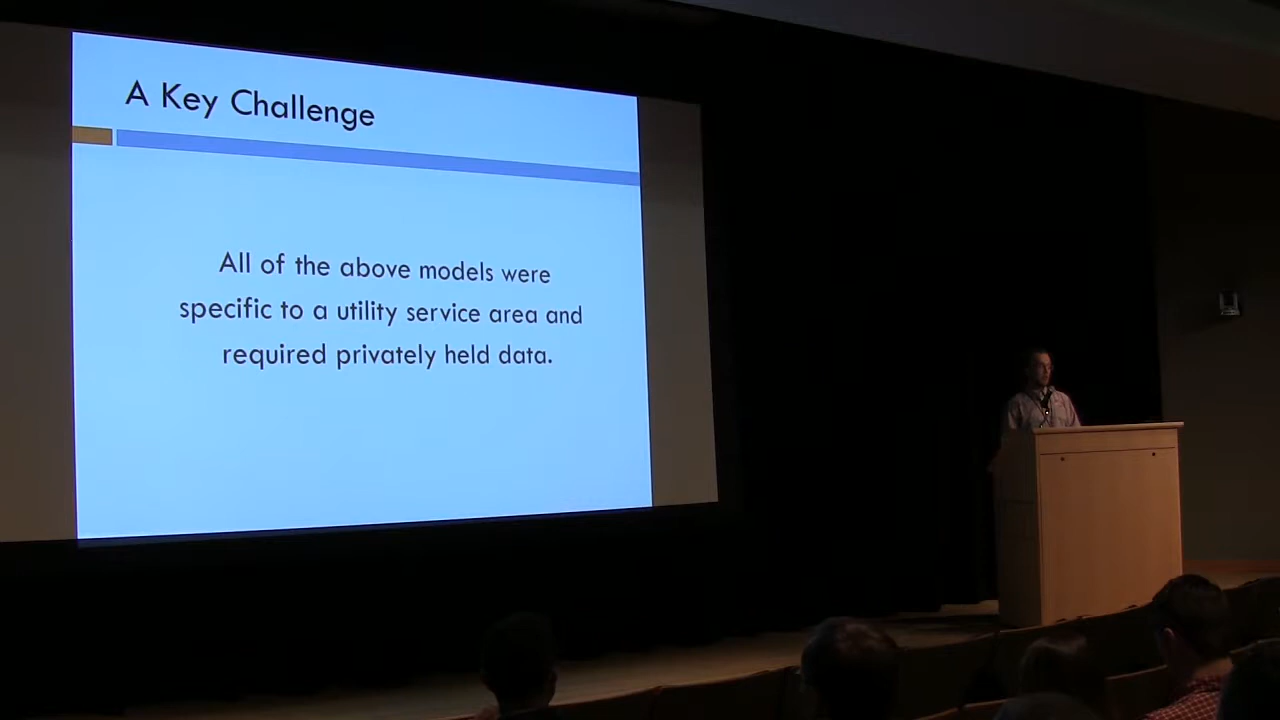 A Key Challenge
All of the above models were
specific to a utility service area and
required privately held data.